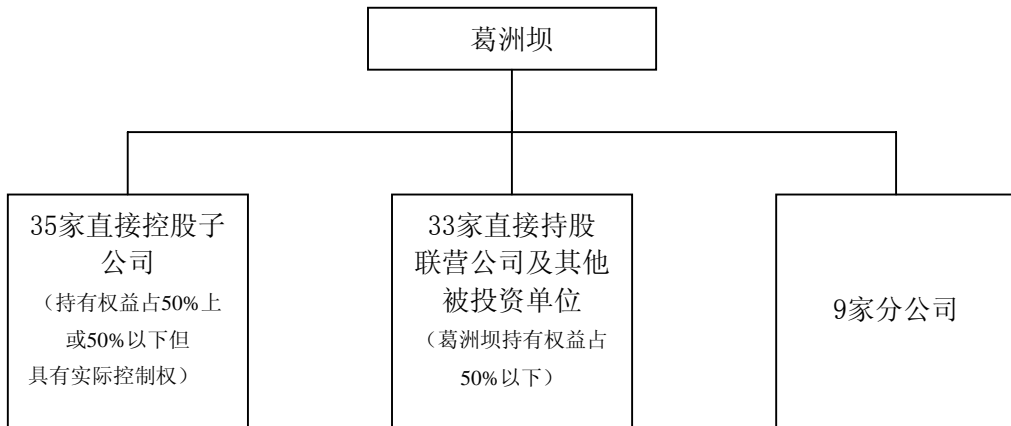 葛洲坝
35家直接控股子
公司
（持有权益占50%上
或50%以下但
具有实际控制权）
33家直接持股
联营公司及其他
被投资单位
（葛洲坝持有权益占
50%以下）
9家分公司